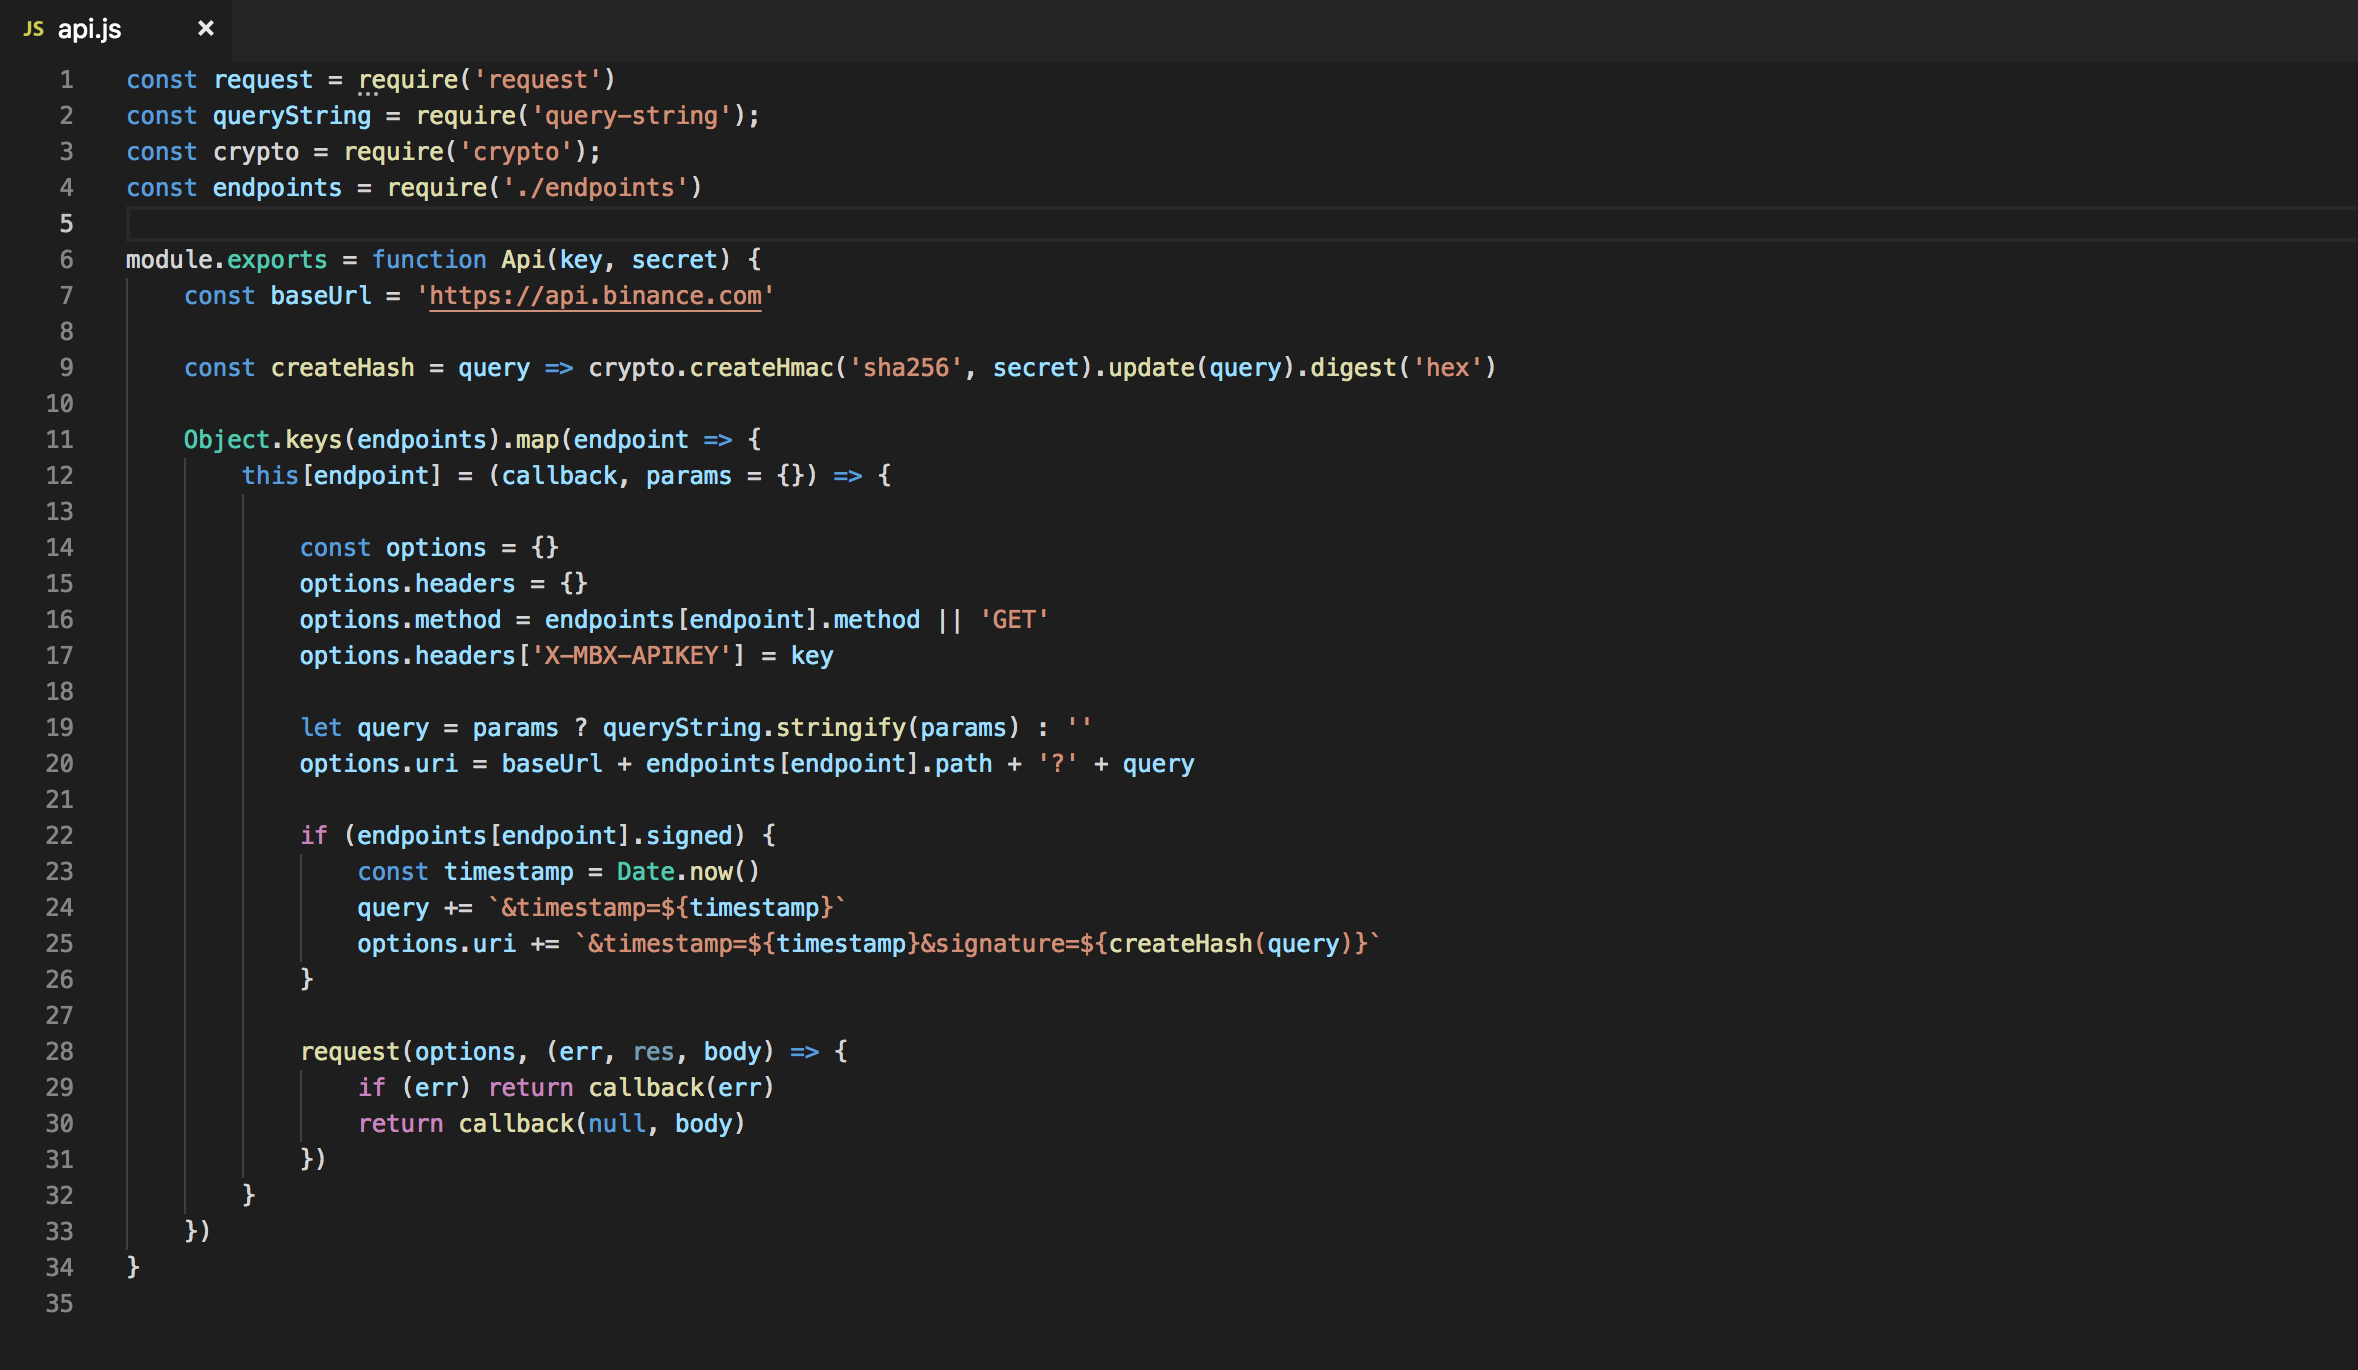 JS api.js ×
1 const request = require('request')
2 const queryString = require('query-string');
3 const crypto = require('crypto');
4 const endpoints = require('./endpoints')
5
6 module.exports = function Api(key, secret) {
7     const baseUrl = 'https://api.binance.com'
8
9     const createHash = query => crypto.createHmac('sha256', secret).update(query).digest('hex')
10
11     Object.keys(endpoints).map(endpoint => {
12         this[endpoint] = (callback, params = {}) => {
13
14             const options = {}
15             options.headers = {}
16             options.method = endpoints[endpoint].method || 'GET'
17             options.headers['X-MBX-APIKEY'] = key
18
19             let query = params ? queryString.stringify(params) : ''
20             options.uri = baseUrl + endpoints[endpoint].path + '?' + query
21
22             if (endpoints[endpoint].signed) {
23                 const timestamp = Date.now()
24                 query += `&timestamp=${timestamp}`
25                 options.uri += `&timestamp=${timestamp}&signature=${createHash(query)}`
26             }
27
28             request(options, (err, res, body) => {
29                 if (err) return callback(err)
30                 return callback(null, body)
31             })
32         }
33     })
34 }
35